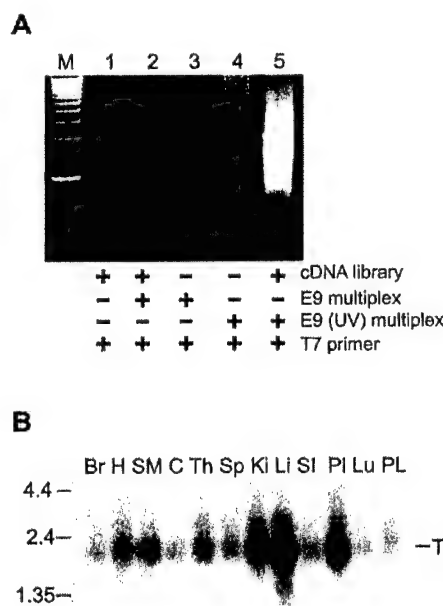 A
M 1 2 3 4 5
+ + - - + cDNA library
- + + - - E9 multiplex
- - - + + E9 (UV) multiplex
+ + + + + T7 primer
B
Br H SM C Th Sp Ki Li SI Pl Lu PL
4.4–
2.4– –T
1.35–